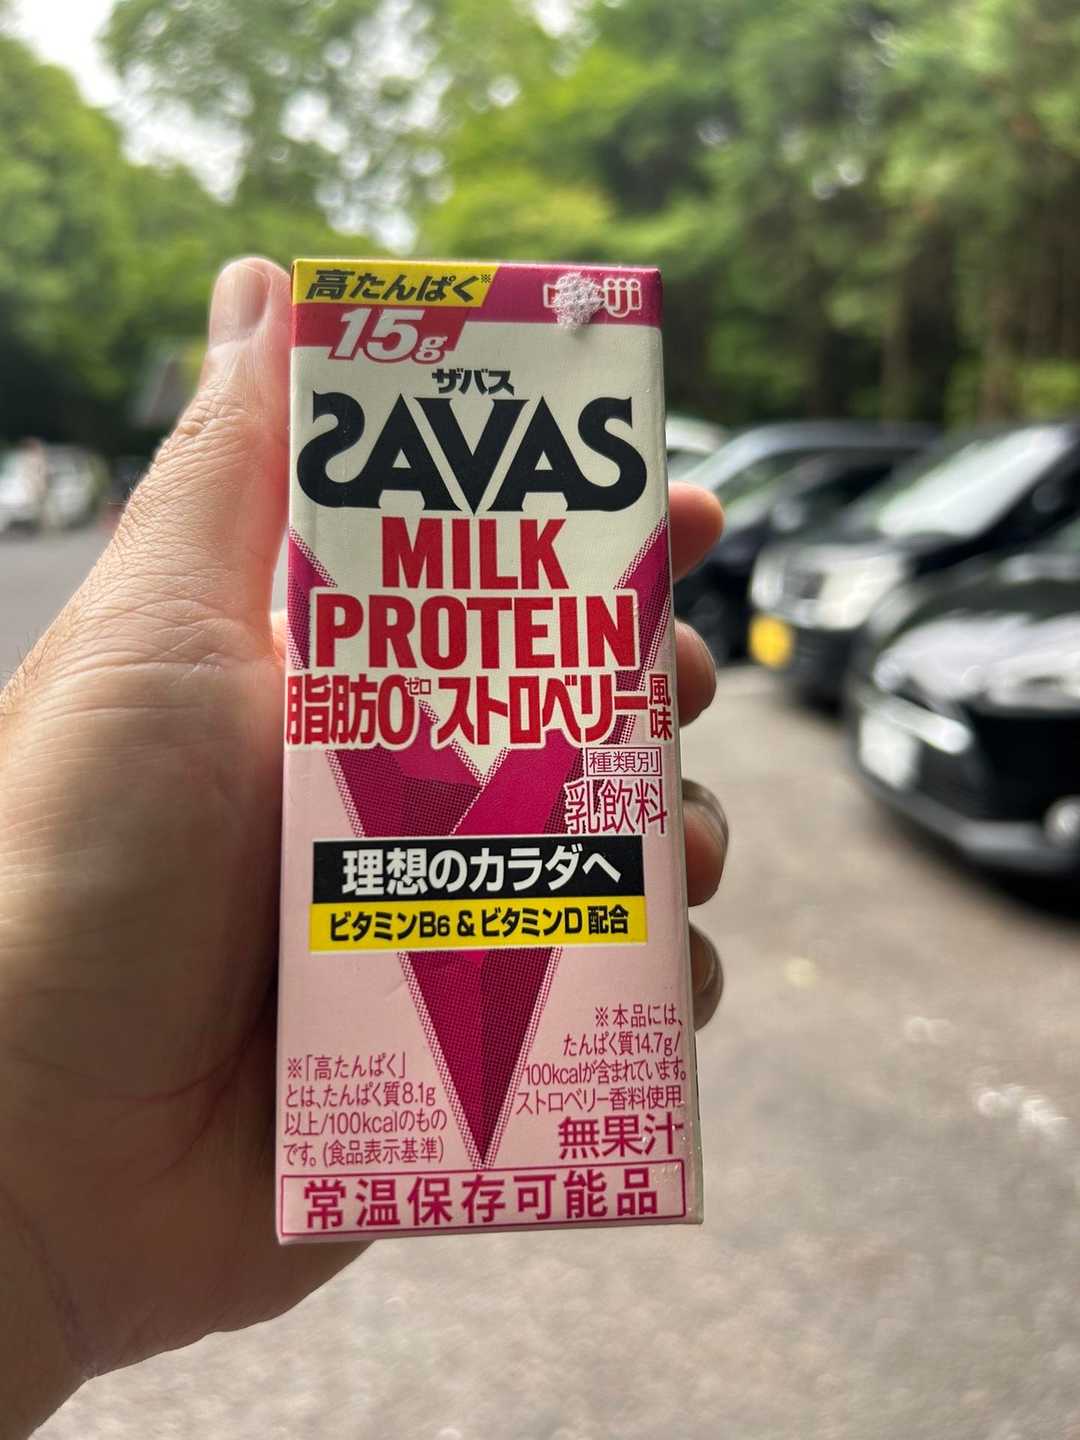 高たんぱく※
15g
ザバス
SAVAS
MILK
PROTEIN
脂肪0ゼロ ストロベリー風味
種類別
乳飲料
理想のカラダへ
ビタミンB6 & ビタミンD 配合
※「高たんぱく」
とは、たんぱく質8.1g
以上/100kcalのもの
です。(食品表示基準)
※本品には、
たんぱく質14.7g/
100kcalが含まれています。
ストロベリー香料使用
無果汁
常温保存可能品